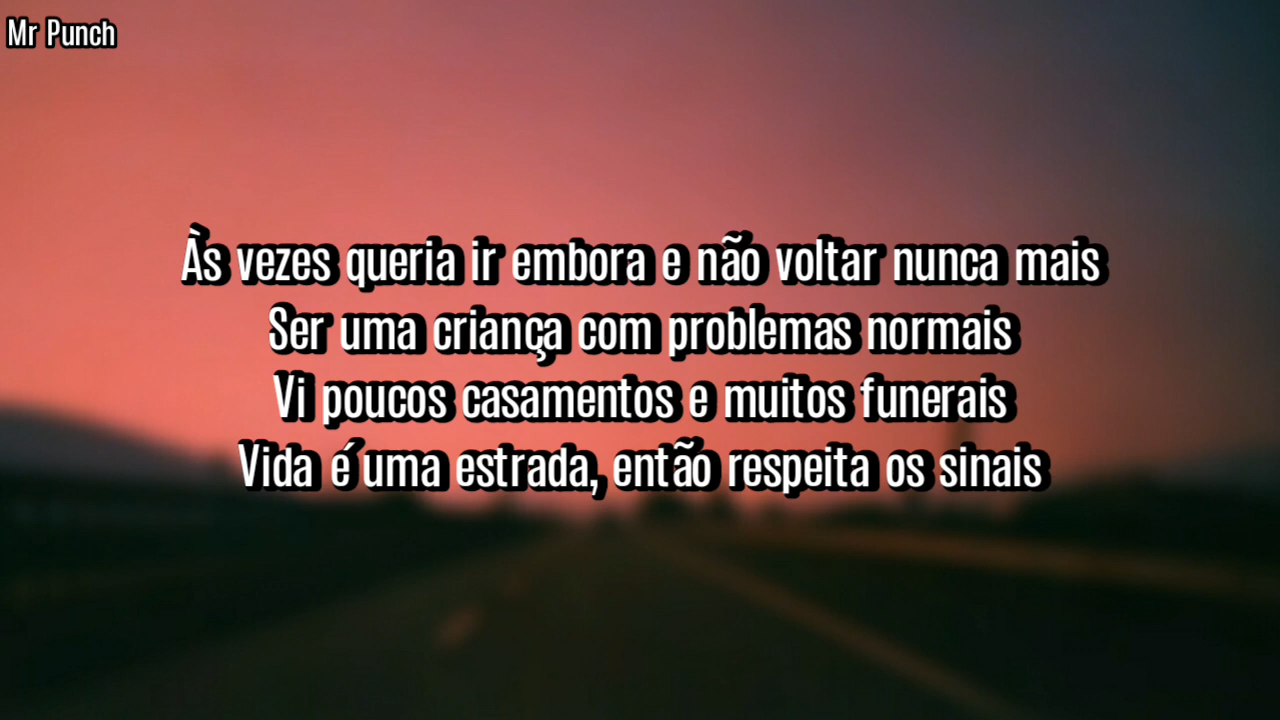 Mr Punch
Às vezes queria ir embora e não voltar nunca mais
Ser uma criança com problemas normais
Vi poucos casamentos e muitos funerais
Vida é uma estrada, então respeita os sinais